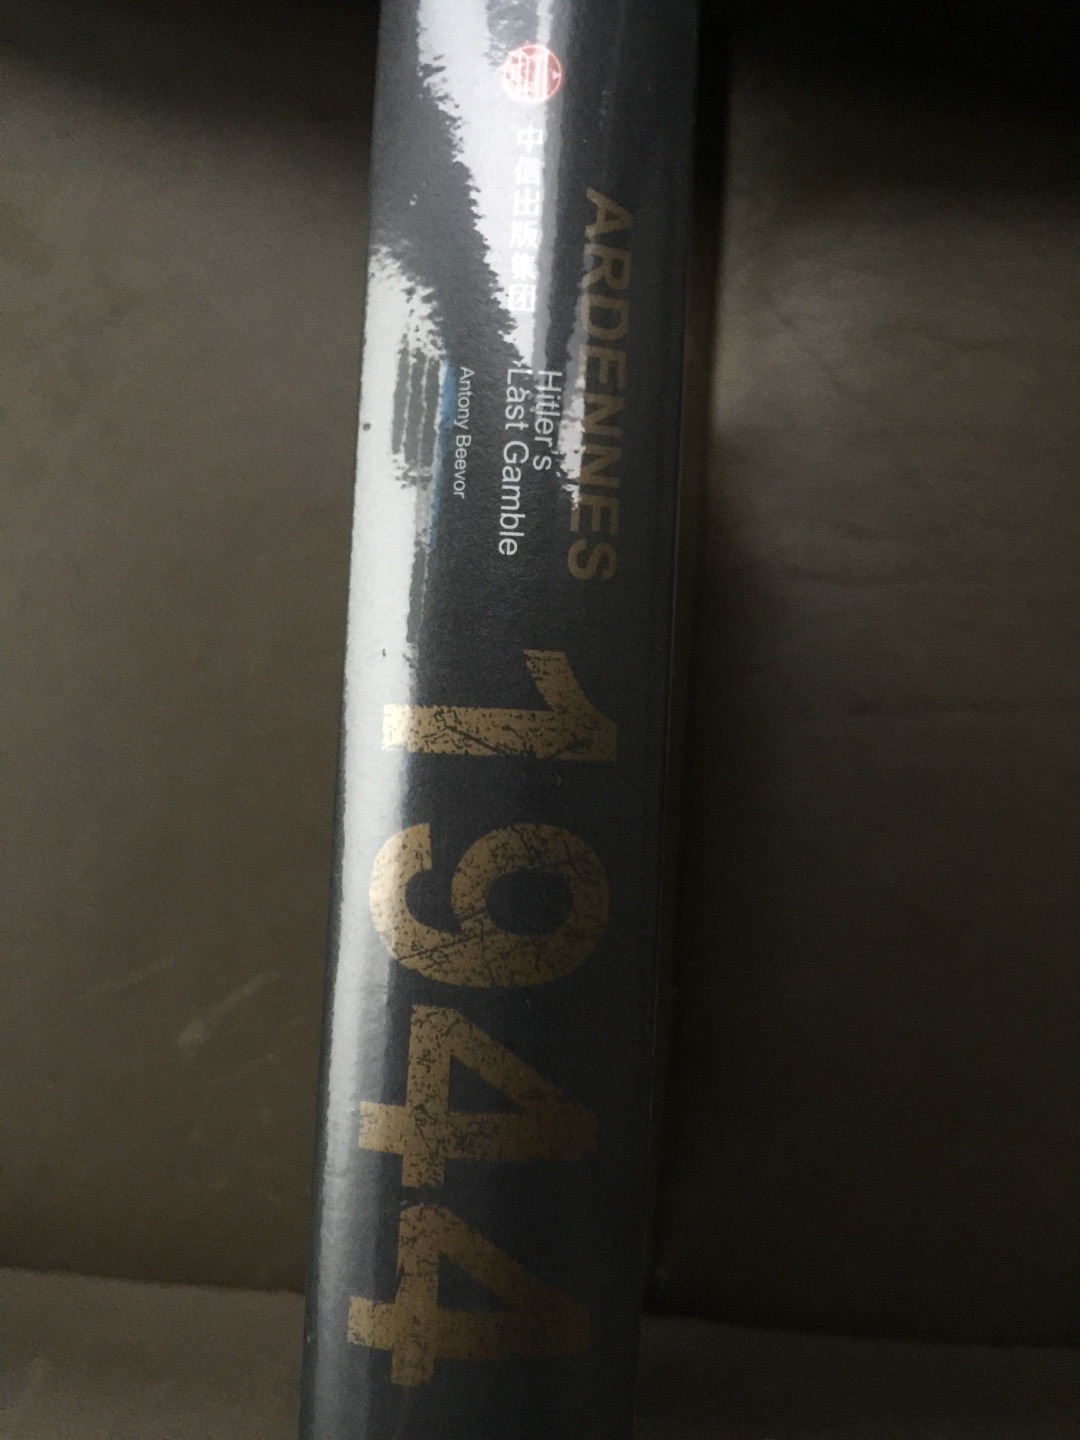 中信出版集团
ARDENNES
Hitler's
Last Gamble
Antony Beevor
1944